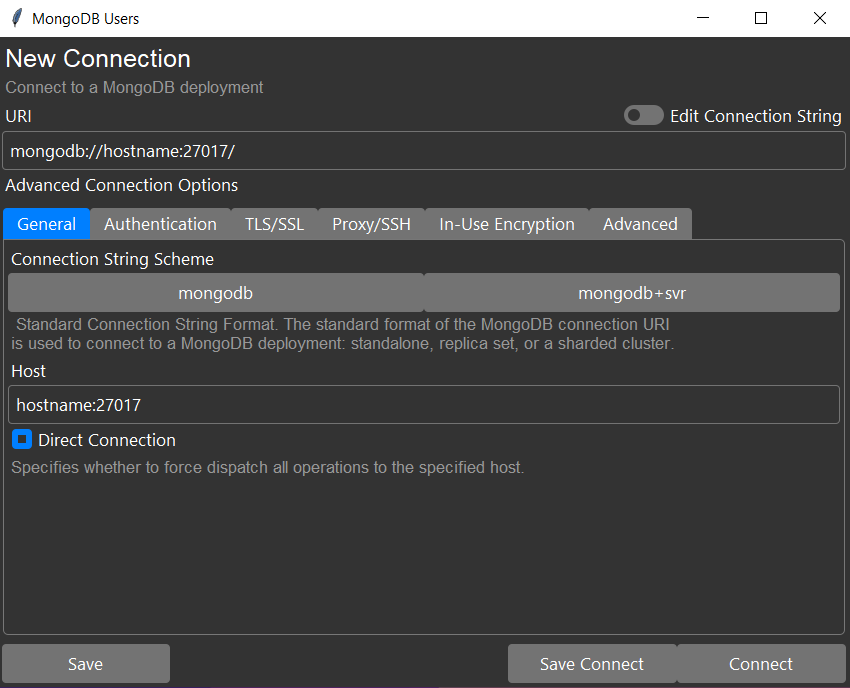 MongoDB Users
New Connection
Connect to a MongoDB deployment
URI
Edit Connection String
mongodb://hostname:27017/
Advanced Connection Options
General Authentication TLS/SSL Proxy/SSH In-Use Encryption Advanced
Connection String Scheme
mongodb mongodb+svr
Standard Connection String Format. The standard format of the MongoDB connection URI
is used to connect to a MongoDB deployment: standalone, replica set, or a sharded cluster.
Host
hostname:27017
Direct Connection
Specifies whether to force dispatch all operations to the specified host.
Save Save Connect Connect